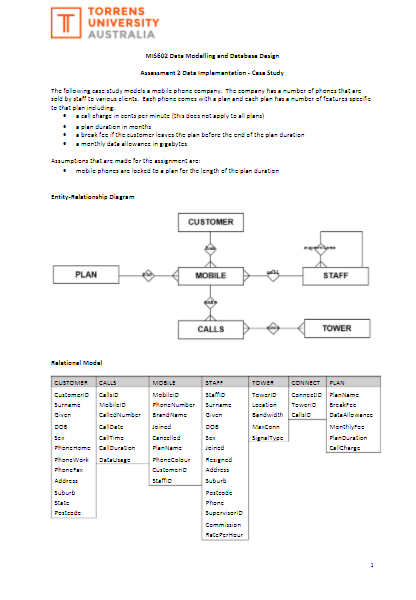 TORRENS
UNIVERSITY
AUSTRALIA
MIS602 Data Modelling and Database Design
Assessment 2 Data Implementation - Case Study
The following case study models a mobile phone company. The company has a number of phones that are
sold by staff to various clients. Each phone comes with a plan and each plan has a number of features specific
to that plan including:
• a call charge in cents per minute (this does not apply to all plans)
• a plan duration in months
• a break fee if the customer leaves the plan before the end of the plan duration
• a monthly data allowance in gigabytes
Assumptions that are made for the assignment are:
• mobile phones are locked to a plan for the length of the plan duration
Entity-Relationship Diagram
CUSTOMER
supervises
PLAN
MOBILE
STAFF
CALLS
TOWER
Relational Model
CUSTOMER CALLS MOBILE STAFF TOWER CONNECT PLAN
CustomerID CallsID MobileID StaffID TowerID ConnectID PlanName
Surname MobileID PhoneNumber Surname Location TowerID BreakFee
Given CalledNumber BrandName Given Bandwidth CallsID DataAllowance
DOB CallDate Joined DOB MaxConn MonthlyFee
Sex CallTime Cancelled Sex SignalType PlanDuration
PhoneHome CallDuration PlanName Joined CallCharge
PhoneWork DataUsage PhoneColour Resigned
PhoneFax CustomerID Address
Address StaffID Suburb
Suburb Postcode
State Phone
Postcode SupervisorID
Commission
RatePerHour
1